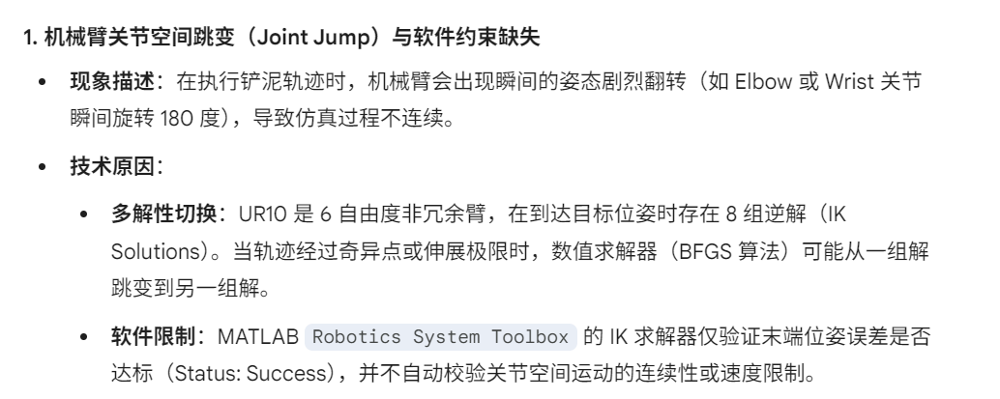 1. 机械臂关节空间跳变（Joint Jump）与软件约束缺失
• 现象描述：在执行铲泥轨迹时，机械臂会出现瞬间的姿态剧烈翻转（如 Elbow 或 Wrist 关节
瞬间旋转 180 度），导致仿真过程不连续。
• 技术原因：
• 多解性切换：UR10 是 6 自由度非冗余臂，在到达目标位姿时存在 8 组逆解（IK
Solutions）。当轨迹经过奇异点或伸展极限时，数值求解器（BFGS 算法）可能从一组解
跳变到另一组解。
• 软件限制：MATLAB Robotics System Toolbox 的 IK 求解器仅验证末端位姿误差是否
达标（Status: Success），并不自动校验关节空间运动的连续性或速度限制。